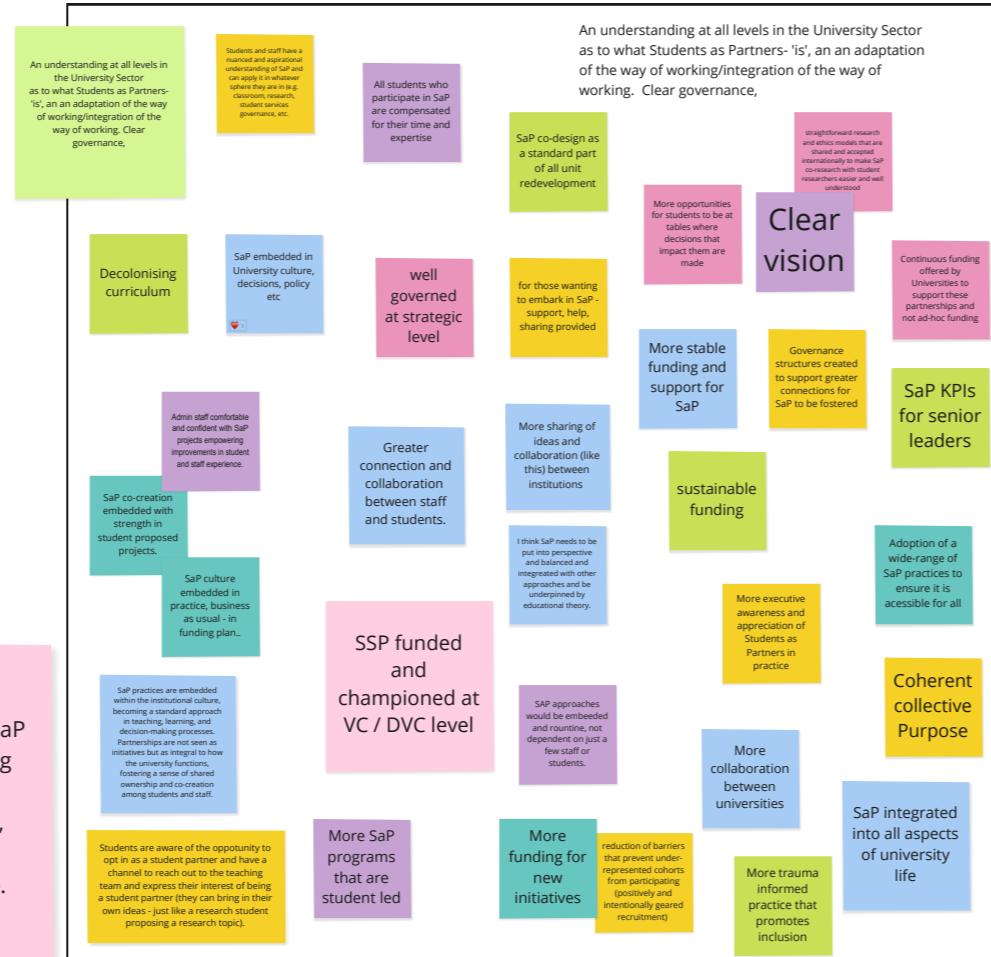 An understanding at all levels in
the University Sector
as to what Students as Partners-
'is', an an adaptation of the way
of working/integration of the
way of working. Clear
governance,
Students and staff have a
nuanced and aspirational
understanding of SaP and
can apply it in whatever
sphere they are in (e.g.
classroom, research,
student services
governance, etc.
All students who
participate in SaP
are compensated
for their time and
expertise
An understanding at all levels in the University Sector
as to what Students as Partners- 'is', an an adaptation
of the way of working/integration of the way of
working. Clear governance,
SaP co-design as
a standard part
of all unit
redevelopment
straightforward research
and ethics models that are
shared and accepted
internationally to make SaP
co-research with student
researchers easier and well
understood
More opportunities
for students to be at
tables where
decisions that
impact them are
made
Clear
vision
Continuous funding
offered by
Universities to
support these
partnerships and
not ad-hoc funding
Decolonising
curriculum
SaP embedded in
University culture,
decisions, policy
etc
well
governed
at strategic
level
for those wanting
to embark in SaP -
support, help,
sharing provided
More stable
funding and
support for
SaP
Governance
structures created
to support greater
connections for
SaP to be fostered
SaP KPIs
for senior
leaders
Admin staff comfortable
and confident with SaP
projects empowering
improvements in student
and staff experience.
Greater
connection and
collaboration
between staff
and students.
More sharing of
ideas and
collaboration (like
this) between
institutions
sustainable
funding
SaP co-creation
embedded with
strength in
student proposed
projects.
SaP culture
embedded in
practice, business
as usual - in
funding plan..
I think SaP needs to be
put into perspective
and balanced and
integreated with other
approaches and be
underpinned by
educational theory.
Adoption of a
wide-range of
SaP practices to
ensure it is
acessible for all
More executive
awareness and
appreciation of
Students as
Partners in
practice
SSP funded
and
championed at
VC / DVC level
Coherent
collective
Purpose
SaP practices are embedded
within the institutional culture,
becoming a standard approach
in teaching, learning, and
decision-making processes.
Partnerships are not seen as
initiatives but as integral to how
the university functions,
fostering a sense of shared
ownership and co-creation
among students and staff.
SAP approaches
would be embeeded
and rountine, not
dependent on just a
few staff or
students.
More
collaboration
between
universities
SaP integrated
into all aspects
of university
life
Students are aware of the oppotunity to
opt in as a student partner and have a
channel to reach out to the teaching
team and express their interest of being
a student partner (they can bring in their
own ideas - just like a research student
proposing a research topic).
More SaP
programs
that are
student led
More
funding for
new
initiatives
reduction of barriers
that prevent under-
represented cohorts
from participating
(positively and
intentionally geared
recruitment)
More trauma
informed
practice that
promotes
inclusion